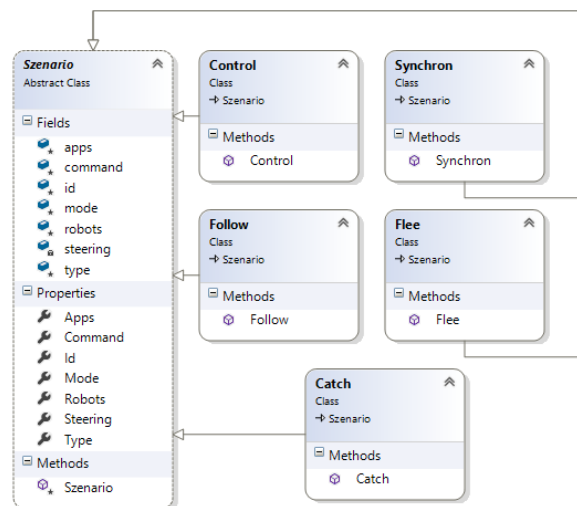 Szenario
Abstract Class
Fields
apps
command
id
mode
robots
steering
type
Properties
Apps
Command
Id
Mode
Robots
Steering
Type
Methods
Szenario
Control
Class
Szenario
Methods
Control
Synchron
Class
Szenario
Methods
Synchron
Follow
Class
Szenario
Methods
Follow
Flee
Class
Szenario
Methods
Flee
Catch
Class
Szenario
Methods
Catch